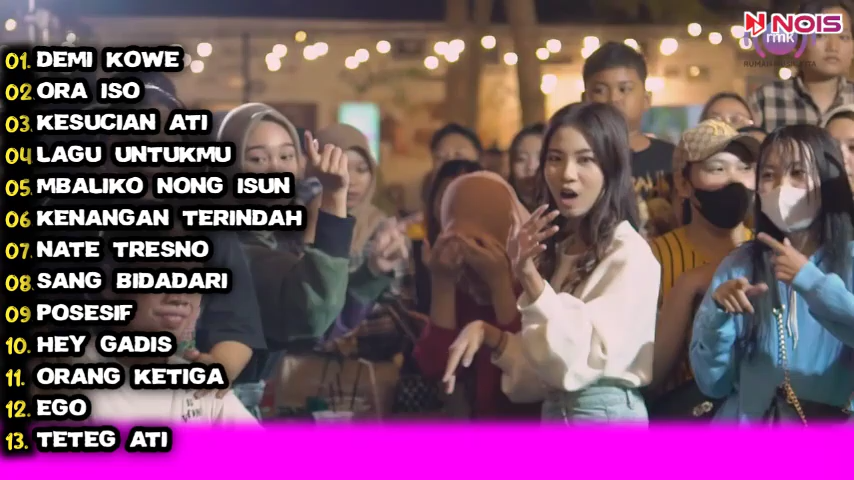 NOIS
rmk
01. DEMI KOWE
02. ORA ISO
03. KESUCIAN ATI
04 LAGU UNTUKMU
05. MBALIKO NONG ISUN
06 KENANGAN TERINDAH
07. NATE TRESNO
08. SANG BIDADARI
09 POSESIF
10. HEY GADIS
11. ORANG KETIGA
12. EGO
13. TETEG ATI